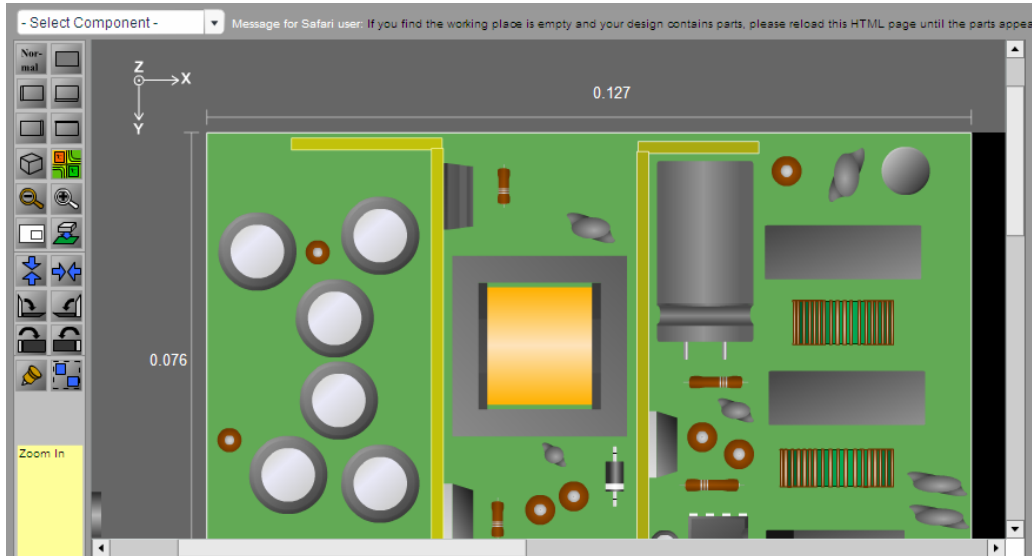 - Select Component -
Message for Safari user: If you find the working place is empty and your design contains parts, please reload this HTML page until the parts appea
Nor-
mal
Z
X
Y
0.127
0.076
Zoom In